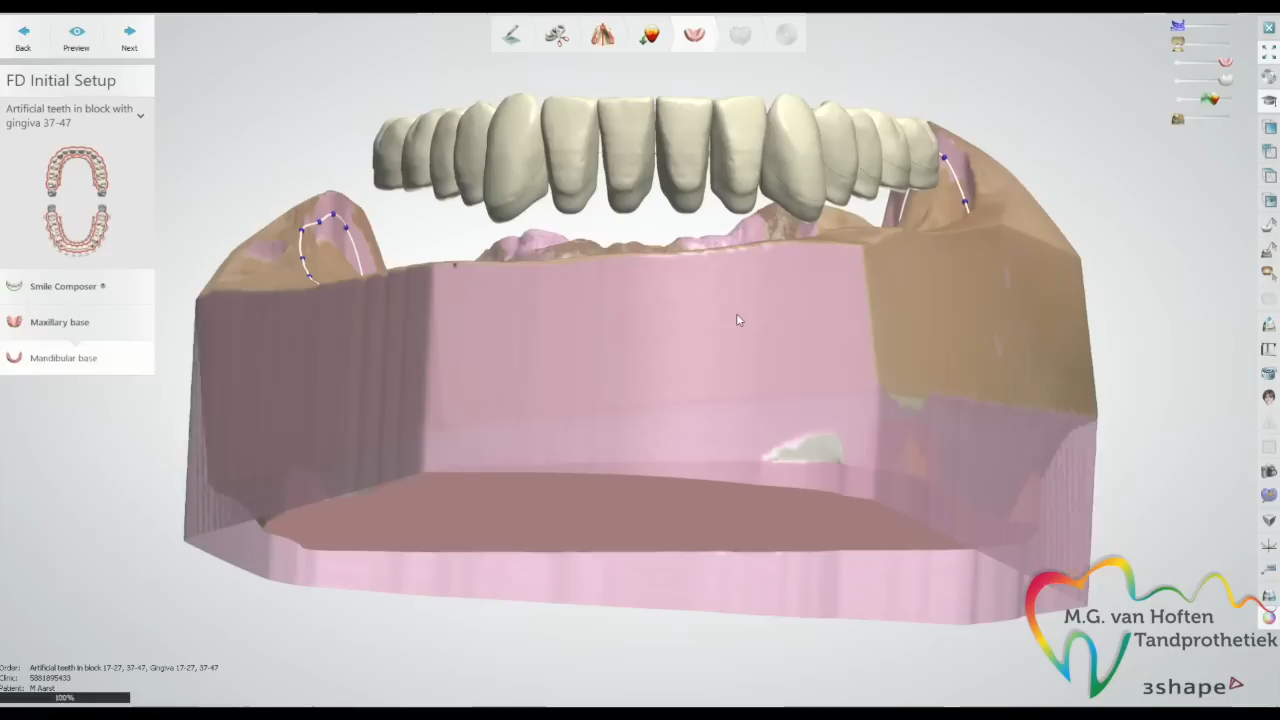 Back
Preview
Next
FD Initial Setup
Artificial teeth in block with
gingiva 37-47
Smile Composer
Maxillary base
Mandibular base
Order: Artificial teeth in block 17-27, 37-47, Gingiva 17-27, 37-47
Clinic: 5881895433
Patient: M Aarst
100%
M.G. van Hoften
Tandprothetiek
3shape